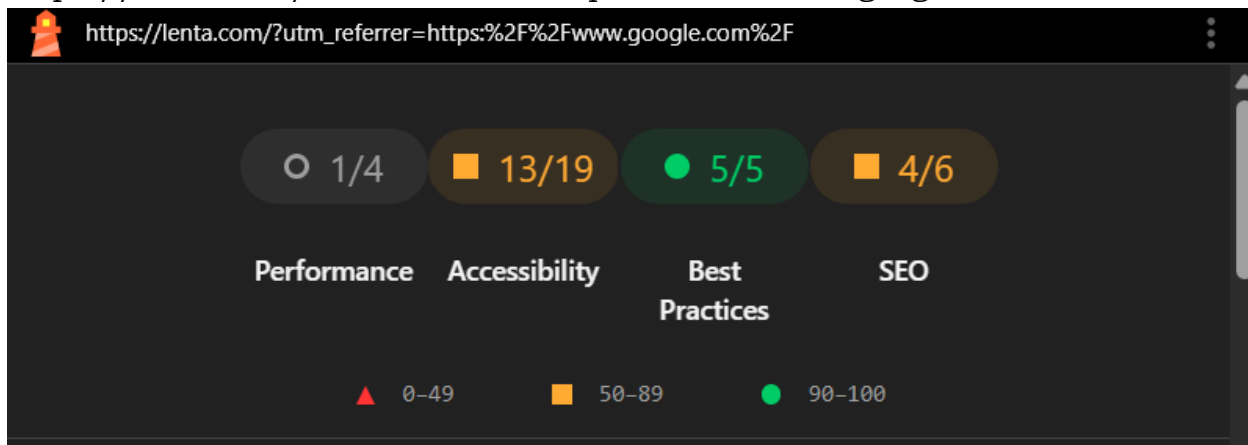 https://lenta.com/?utm_referrer=https:%2F%2Fwww.google.com%2F
1/4 13/19 5/5 4/6
Performance Accessibility Best Practices SEO
0–49 50–89 90–100